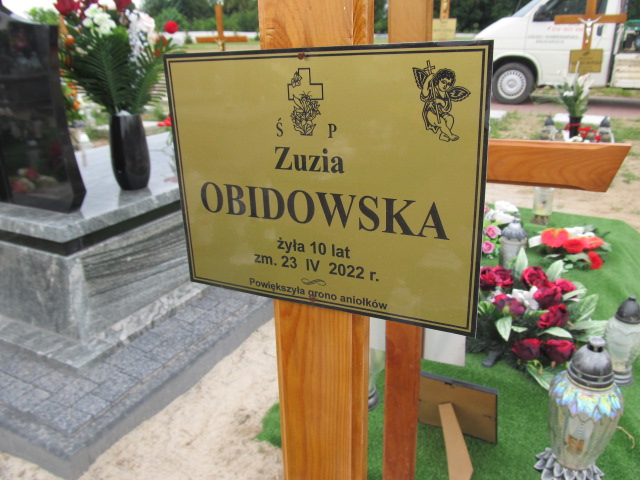 Ś P
Zuzia
OBIDOWSKA
żyła 10 lat
zm. 23 IV 2022 r.
Powiększyła grono aniołków